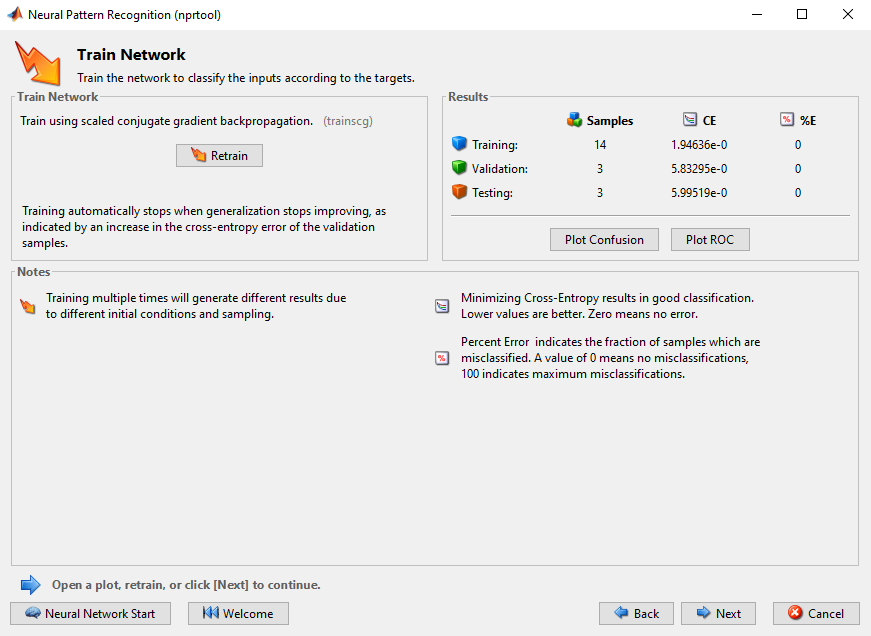 Neural Pattern Recognition (nprtool)
Train Network
Train the network to classify the inputs according to the targets.
Train Network
Train using scaled conjugate gradient backpropagation. (trainscg)
Retrain
Training automatically stops when generalization stops improving, as
indicated by an increase in the cross-entropy error of the validation
samples.
Results
Samples CE %E
Training: 14 1.94636e-0 0
Validation: 3 5.83295e-0 0
Testing: 3 5.99519e-0 0
Plot Confusion Plot ROC
Notes
Training multiple times will generate different results due
to different initial conditions and sampling.
Minimizing Cross-Entropy results in good classification.
Lower values are better. Zero means no error.
% Percent Error indicates the fraction of samples which are
misclassified. A value of 0 means no misclassifications,
100 indicates maximum misclassifications.
Open a plot, retrain, or click [Next] to continue.
Neural Network Start Welcome Back Next Cancel